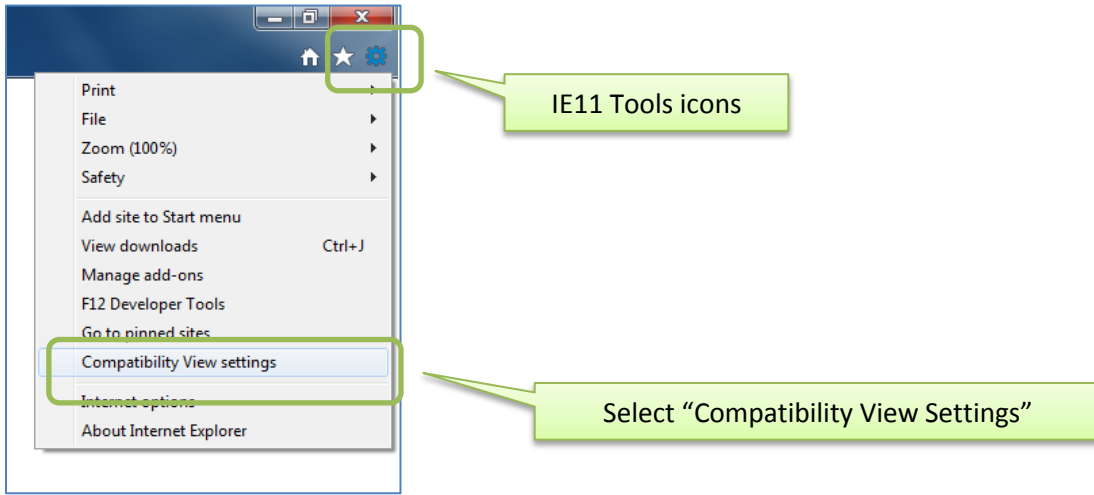 Print
IE11 Tools icons
File
Zoom (100%)
Safety
Add site to Start menu
View downloads Ctrl+J
Manage add-ons
F12 Developer Tools
Go to pinned sites
Compatibility View settings
Internet options
Select “Compatibility View Settings”
About Internet Explorer